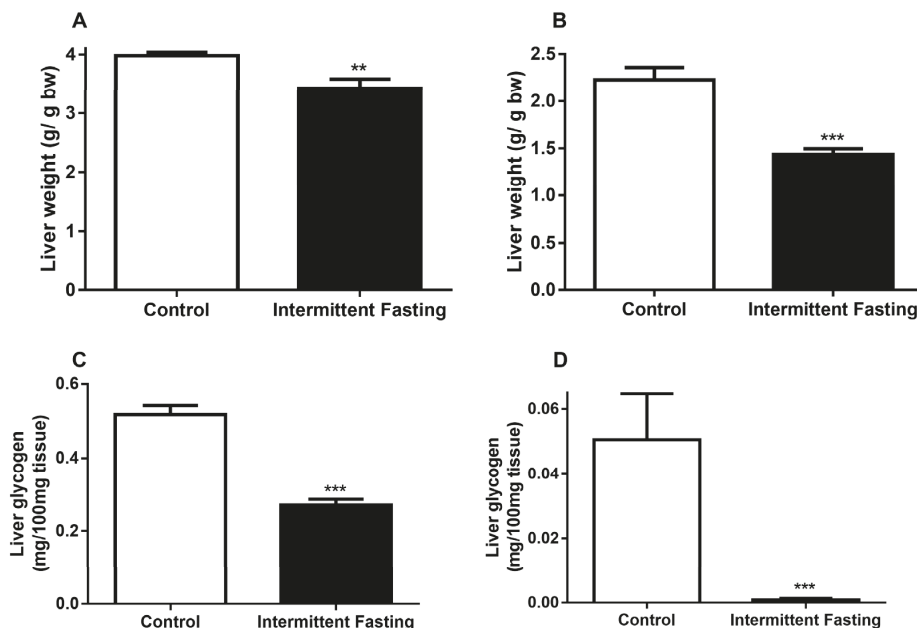 A
Liver weight (g/ g bw)
4
3
2
1
0
**
Control
Intermittent Fasting
B
Liver weight (g/ g bw)
2.5
2.0
1.5
1.0
0.5
0.0
***
Control
Intermittent Fasting
C
Liver glycogen
(mg/100mg tissue)
0.6
0.4
0.2
0.0
***
Control
Intermittent Fasting
D
Liver glycogen
(mg/100mg tissue)
0.06
0.04
0.02
0.00
***
Control
Intermittent Fasting